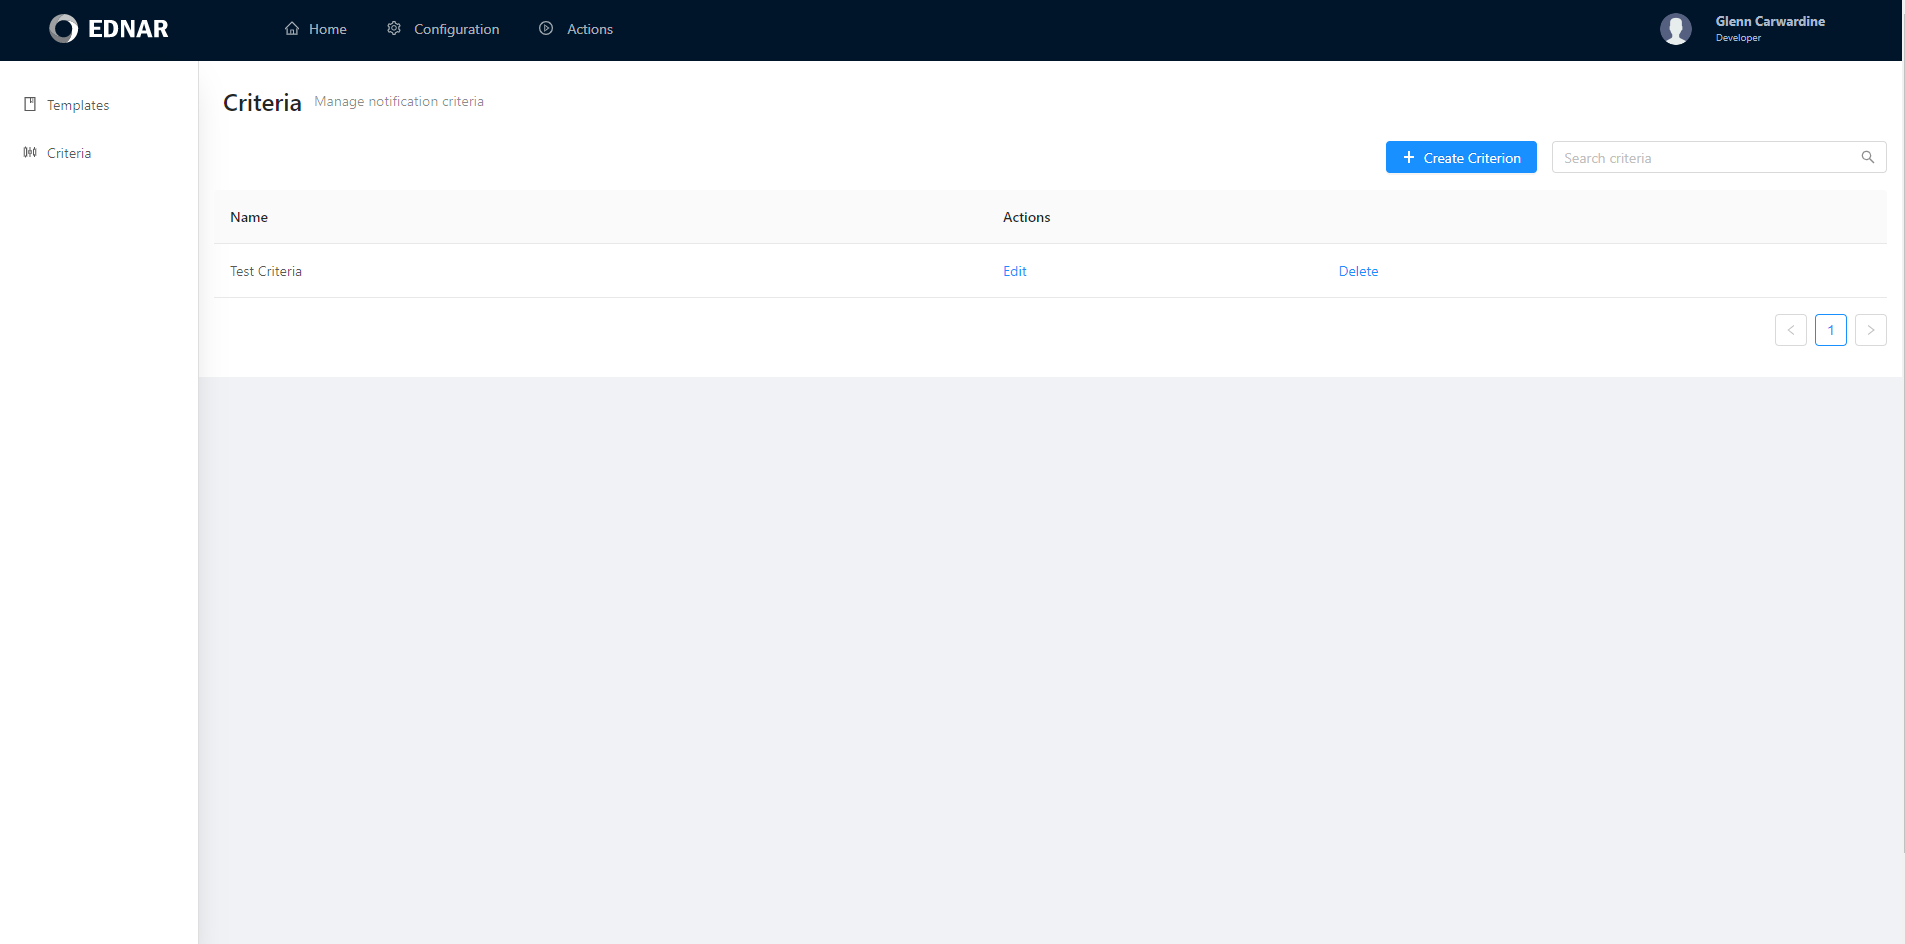 EDNAR
Home
Configuration
Actions
Glenn Carwardine
Developer
Templates
Criteria
Criteria
Manage notification criteria
Create Criterion
Search criteria
Name
Actions
Test Criteria
Edit
Delete
1